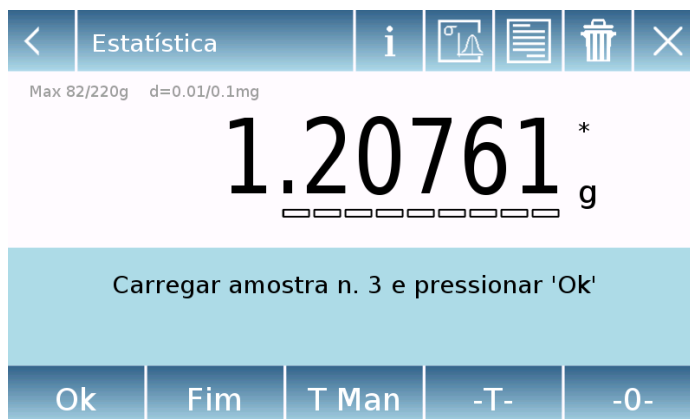 Estatística
i
σ
Max 82/220g d=0.01/0.1mg
1.20761 *
g
Carregar amostra n. 3 e pressionar 'Ok'
Ok Fim T Man -T- -0-